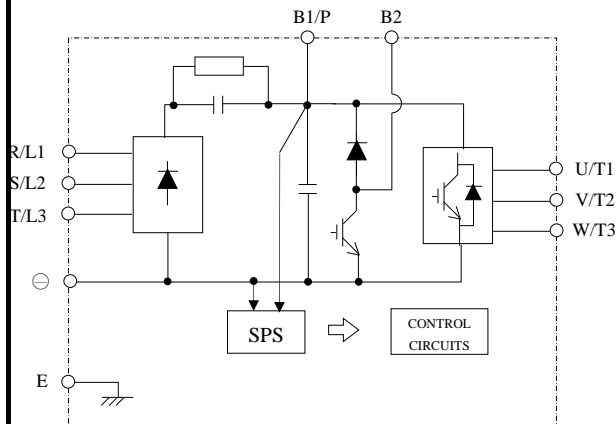 B1/P B2
R/L1
S/L2
T/L3
U/T1
V/T2
W/T3
⊖
SPS
CONTROL
CIRCUITS
E